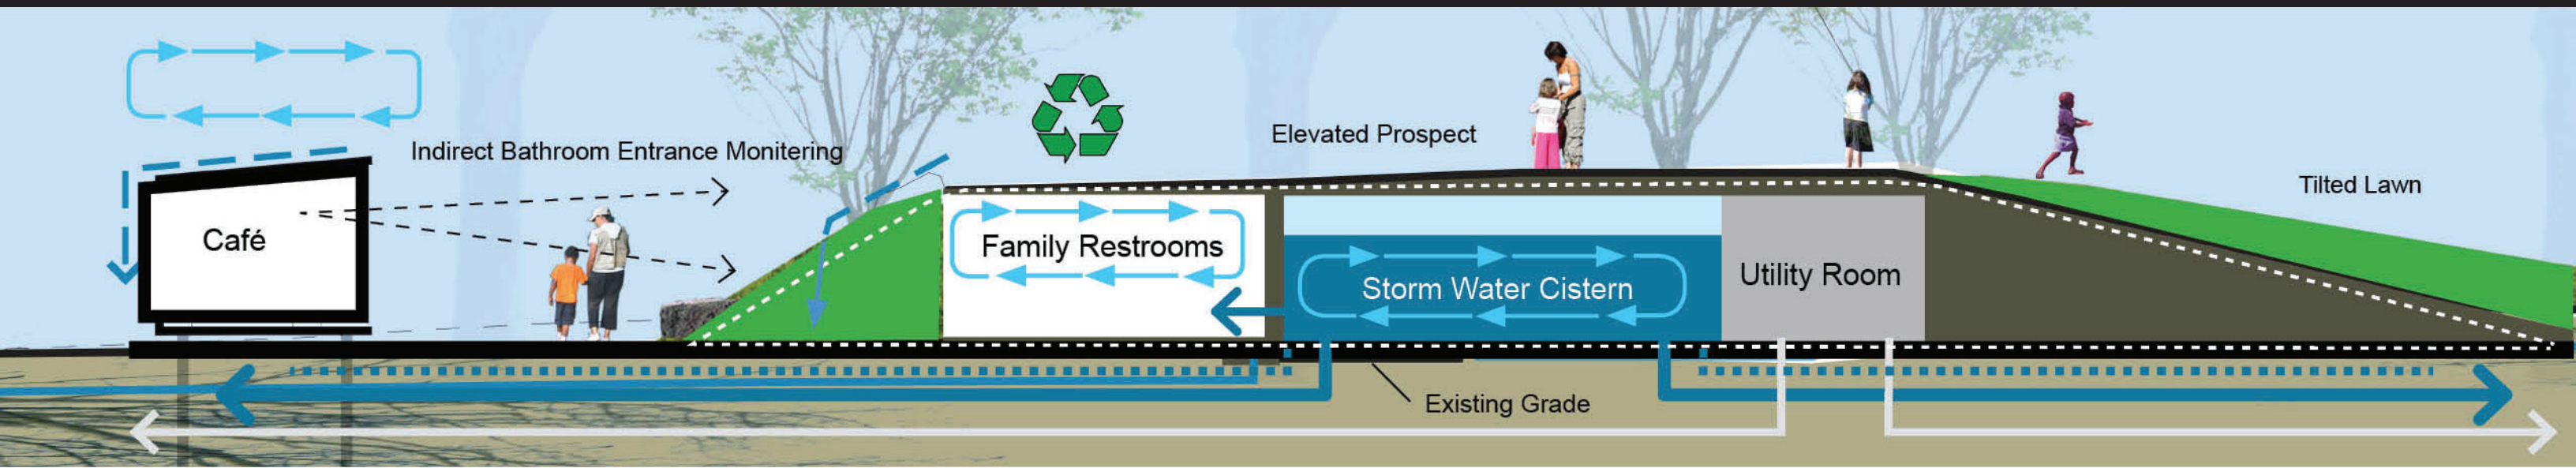 Indirect Bathroom Entrance Monitering
Elevated Prospect
Tilted Lawn
Café
Family Restrooms
Storm Water Cistern
Utility Room
Existing Grade